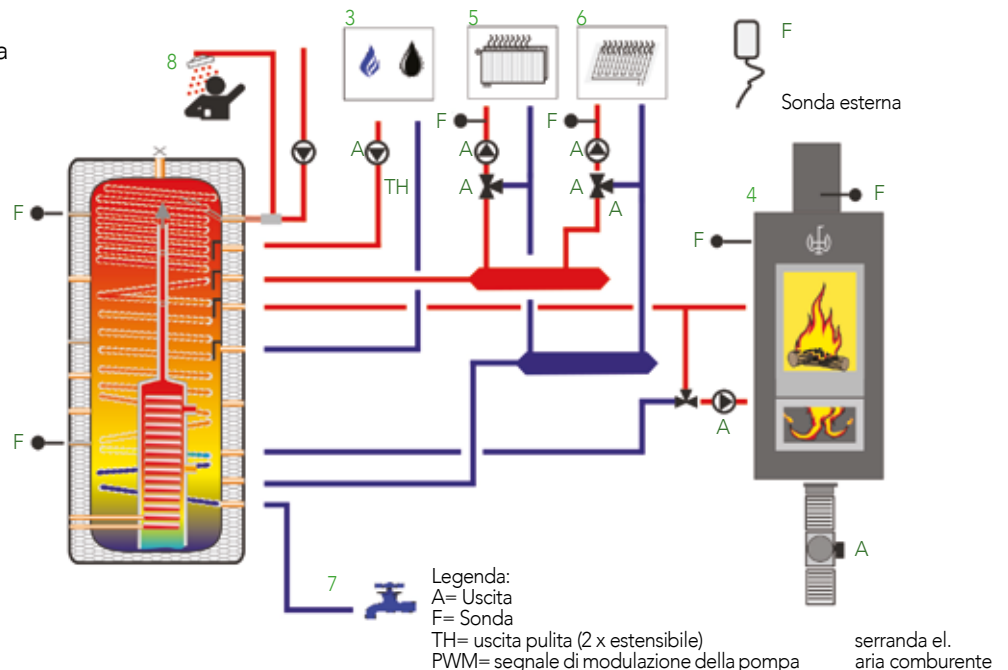 a
8
3
5
6
F
Sonda esterna
F
F
A
A
A
TH
A
A
A
F
4
F
F
F
A
A
7
Legenda:
A= Uscita
F= Sonda
TH= uscita pulita (2 x estensibile)
PWM= segnale di modulazione della pompa
serranda el.
aria comburente